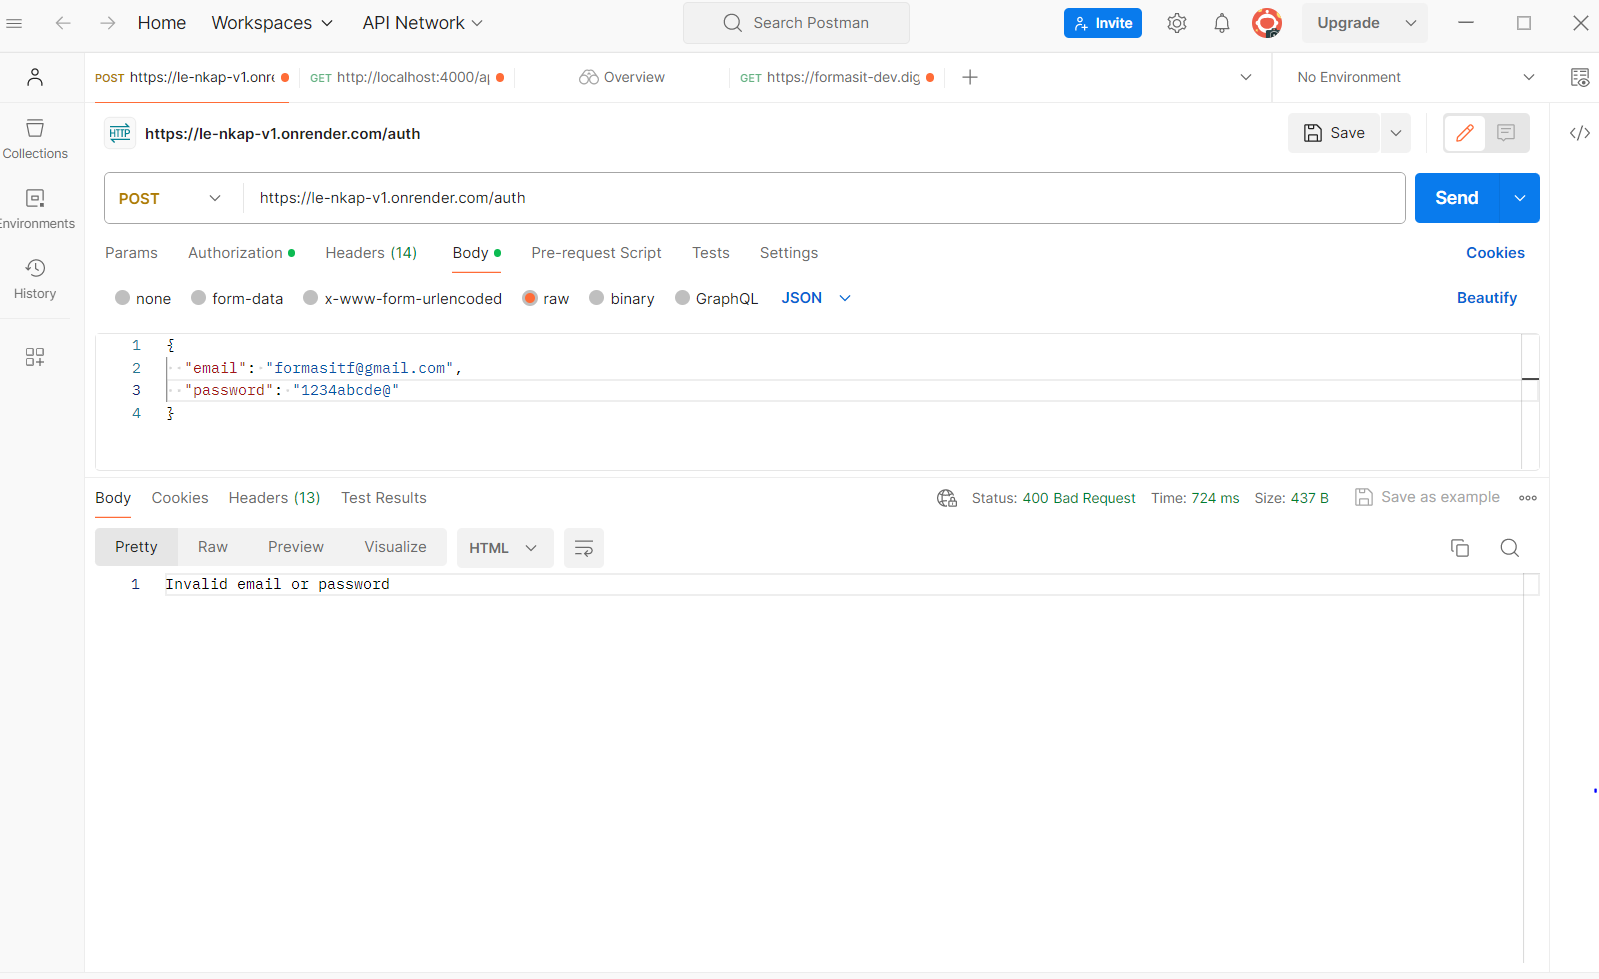 Home Workspaces API Network Search Postman Invite Upgrade
POST https://le-nkap-v1.onre GET http://localhost:4000/a Overview GET https://formasit-dev.dig No Environment
HTTP https://le-nkap-v1.onrender.com/auth Save
Collections
POST https://le-nkap-v1.onrender.com/auth Send
Environments
Params Authorization Headers (14) Body Pre-request Script Tests Settings Cookies
History
none form-data x-www-form-urlencoded raw binary GraphQL JSON Beautify
1 {
2 "email": "formasitf@gmail.com",
3 "password": "1234abcde@"
4 }
Body Cookies Headers (13) Test Results Status: 400 Bad Request Time: 724 ms Size: 437 B Save as example
Pretty Raw Preview Visualize HTML
1 Invalid email or password